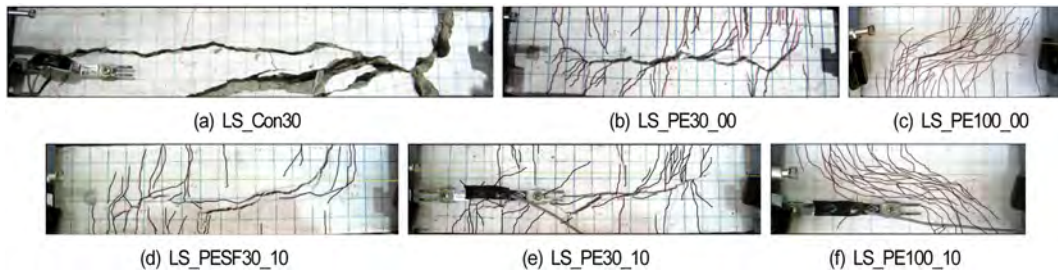 (a) LS_Con30
(b) LS_PE30_00
(c) LS_PE100_00
(d) LS_PESF30_10
(e) LS_PE30_10
(f) LS_PE100_10